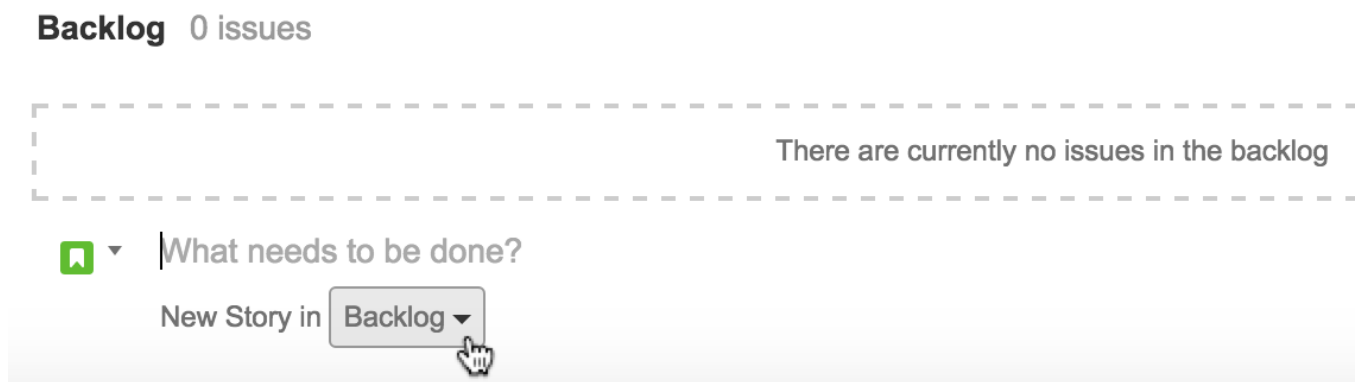 Backlog 0 issues
There are currently no issues in the backlog
What needs to be done?
New Story in Backlog